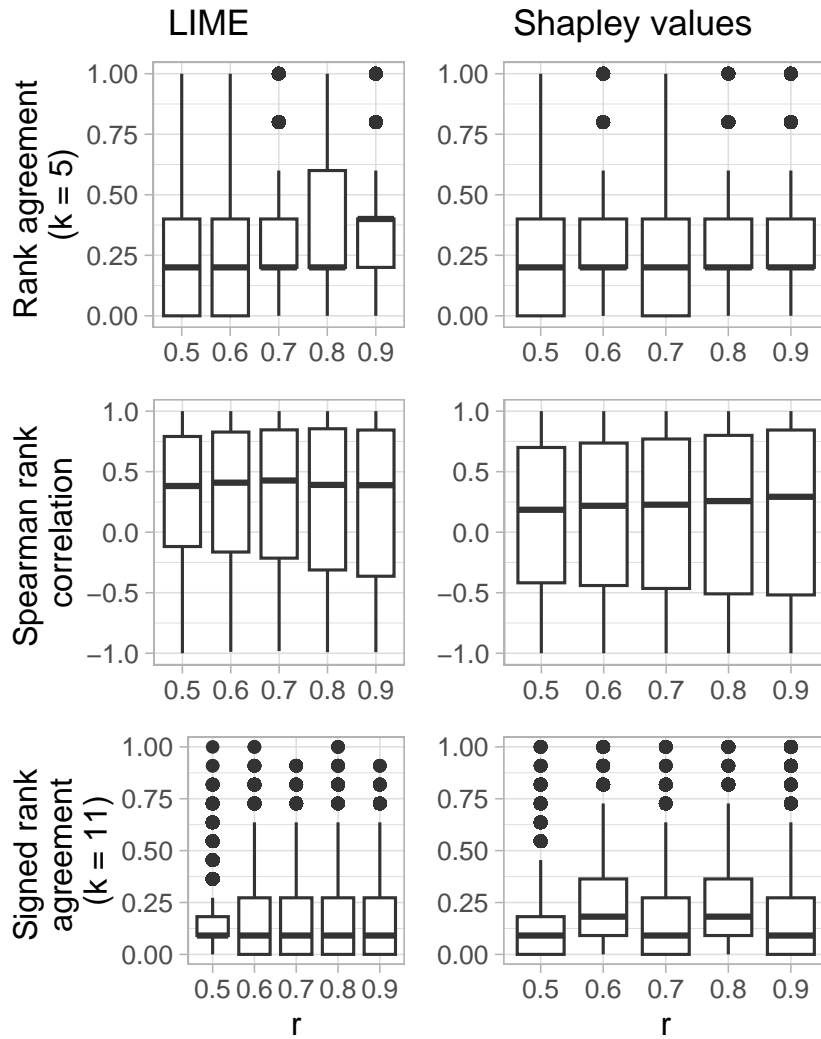 LIME
Shapley values
Rank agreement
(k = 5)
1.00
0.75
0.50
0.25
0.00
0.5 0.6 0.7 0.8 0.9
0.5 0.6 0.7 0.8 0.9
1.00
0.75
0.50
0.25
0.00
Spearman rank
correlation
1.0
0.5
0.0
−0.5
−1.0
0.5 0.6 0.7 0.8 0.9
1.0
0.5
0.0
−0.5
−1.0
0.5 0.6 0.7 0.8 0.9
Signed rank
agreement
(k = 11)
1.00
0.75
0.50
0.25
0.00
0.5 0.6 0.7 0.8 0.9
r
1.00
0.75
0.50
0.25
0.00
0.5 0.6 0.7 0.8 0.9
r